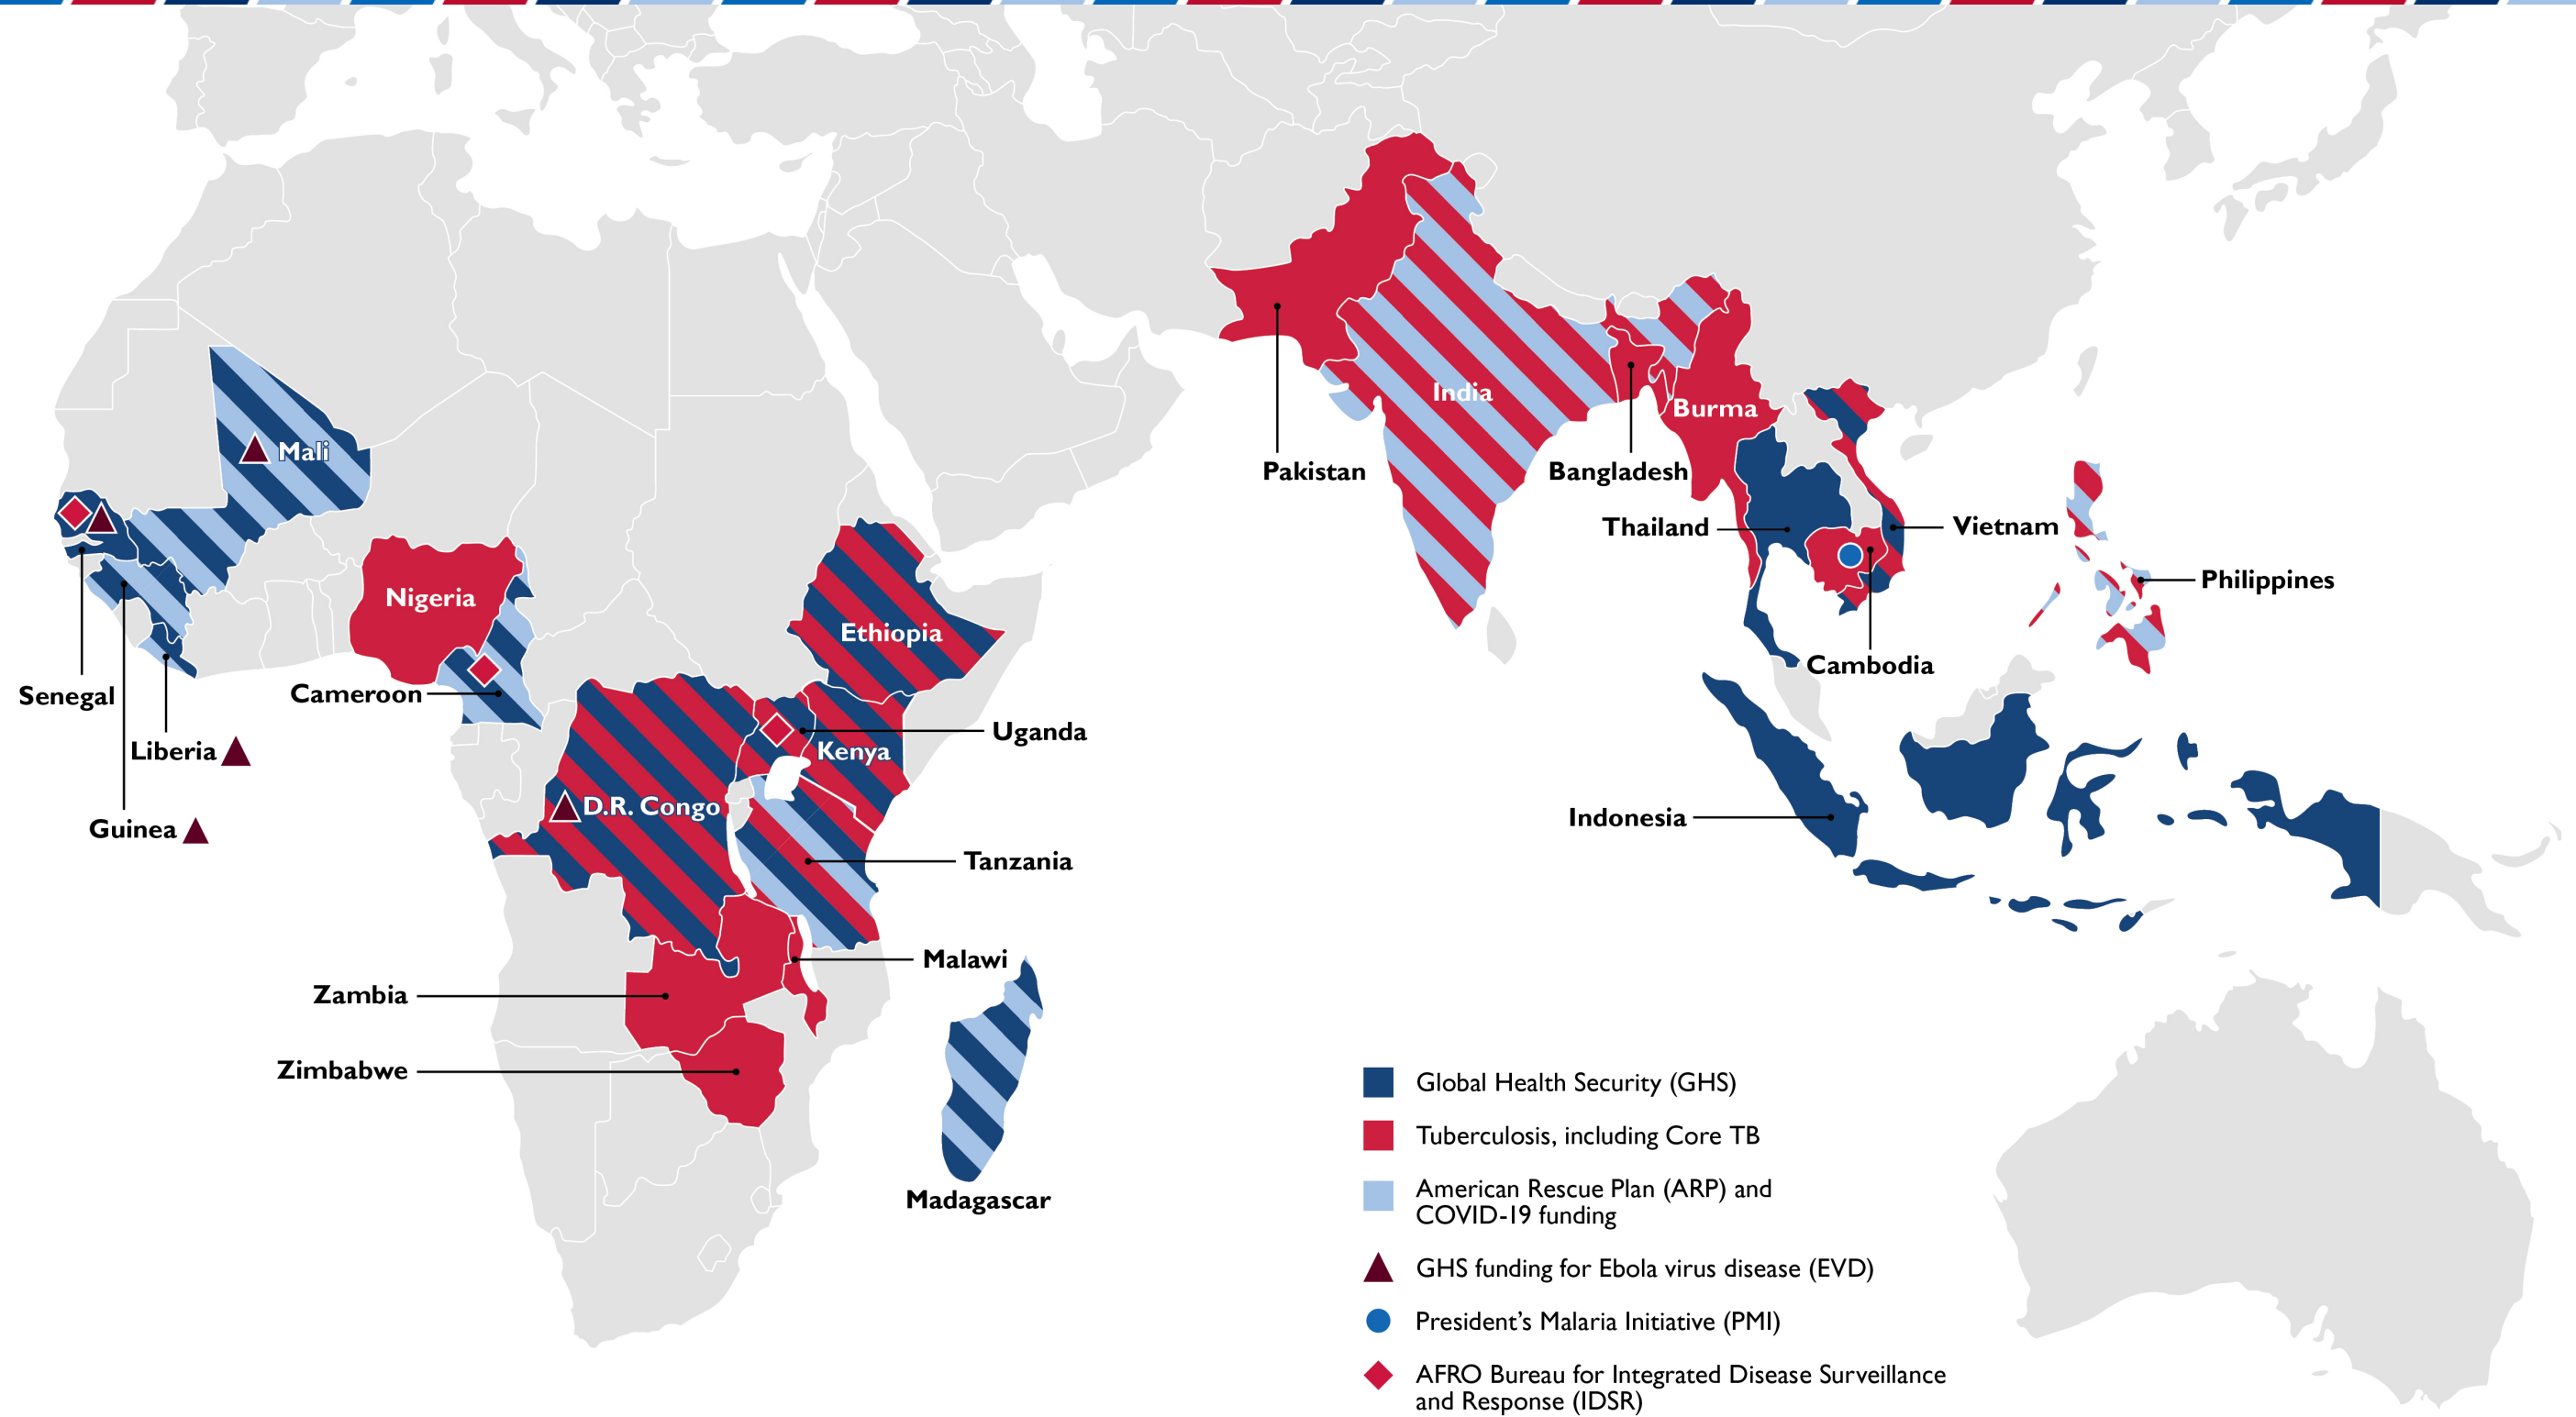 Mali
Nigeria
Senegal
Cameroon
Liberia
Guinea
Ethiopia
Uganda
Kenya
D.R. Congo
Tanzania
Malawi
Zambia
Zimbabwe
Madagascar
India
Burma
Pakistan
Bangladesh
Thailand
Vietnam
Philippines
Cambodia
Indonesia
Global Health Security (GHS)
Tuberculosis, including Core TB
American Rescue Plan (ARP) and
COVID-19 funding
GHS funding for Ebola virus disease (EVD)
President’s Malaria Initiative (PMI)
AFRO Bureau for Integrated Disease Surveillance
and Response (IDSR)